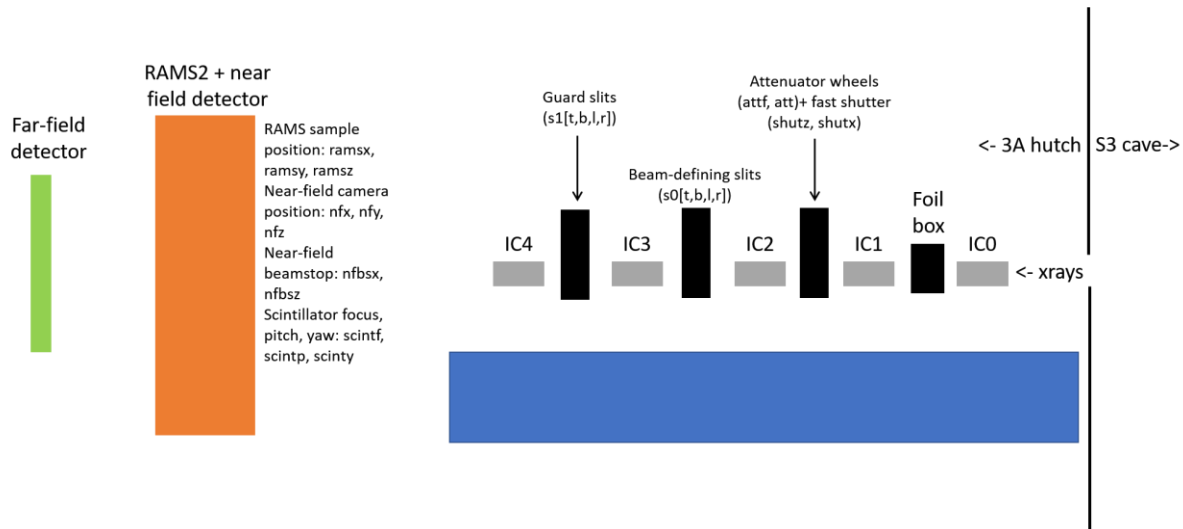 Far-field
detector
RAMS2 + near
field detector
RAMS sample
position: ramsx,
ramsy, ramsz
Near-field camera
position: nfx, nfy,
nfz
Near-field
beamstop: nfbsx,
nfbsz
Scintillator focus,
pitch, yaw: scintf,
scintp, scinty
Guard slits
(s1[t,b,l,r])
Beam-defining slits
(s0[t,b,l,r])
Attenuator wheels
(attf, att)+ fast shutter
(shutz, shutx)
IC4
IC3
IC2
IC1
Foil
box
IC0
<- xrays
<- 3A hutch
S3 cave->